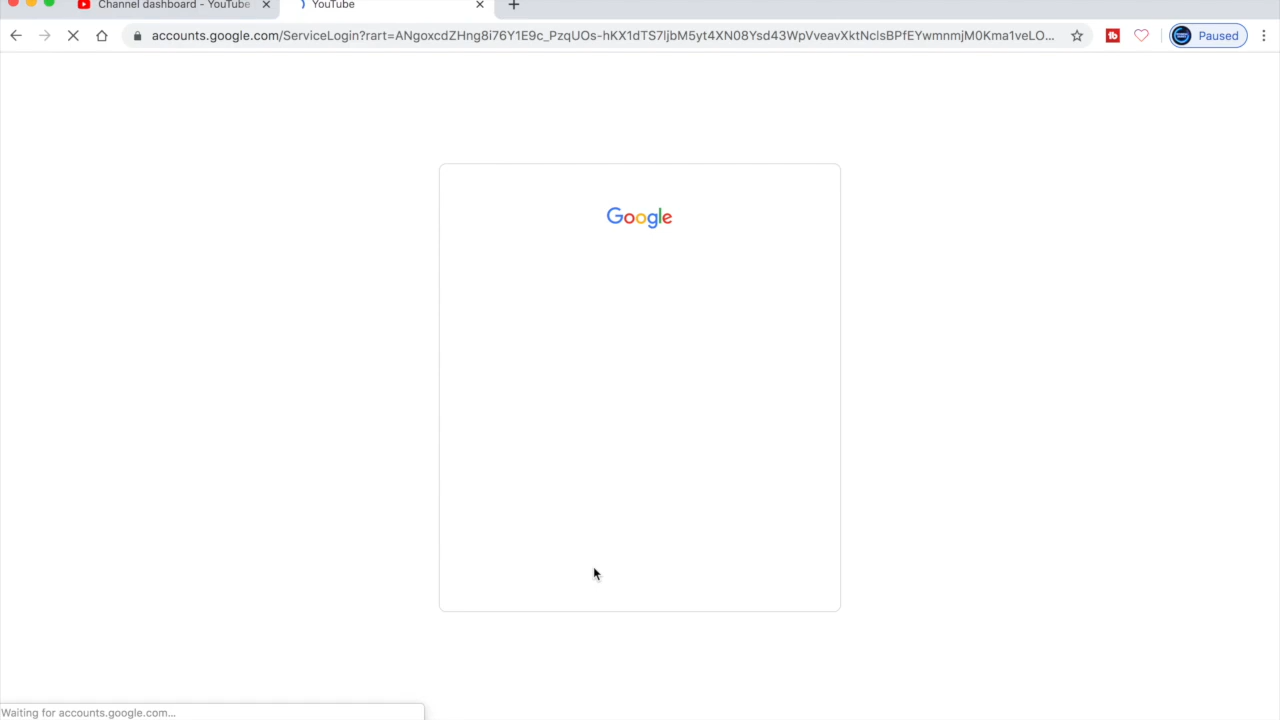 Channel dashboard - YouTube
YouTube
accounts.google.com/ServiceLogin?rart=ANgoxcdZHng8i76Y1E9c_PzqUOs-hKX1dTS7ljbM5yt4XN08Ysd43WpVveavXktNclsBPfEYwmnmjM0Kma1veLO...
Paused
Google
Waiting for accounts.google.com...